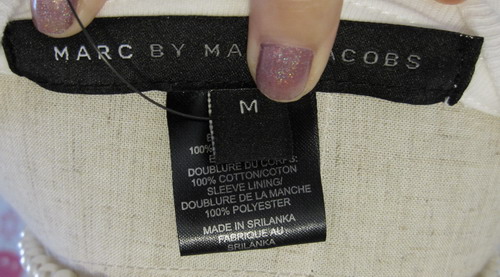 MARC BY MA JACOBS
M
100%
DOUBLURE DU CORPS:
100% COTTON/COTON
SLEEVE LINING/
DOUBLURE DE LA MANCHE
100% POLYESTER
MADE IN SRILANKA
FABRIQUE AU
SRILANKA